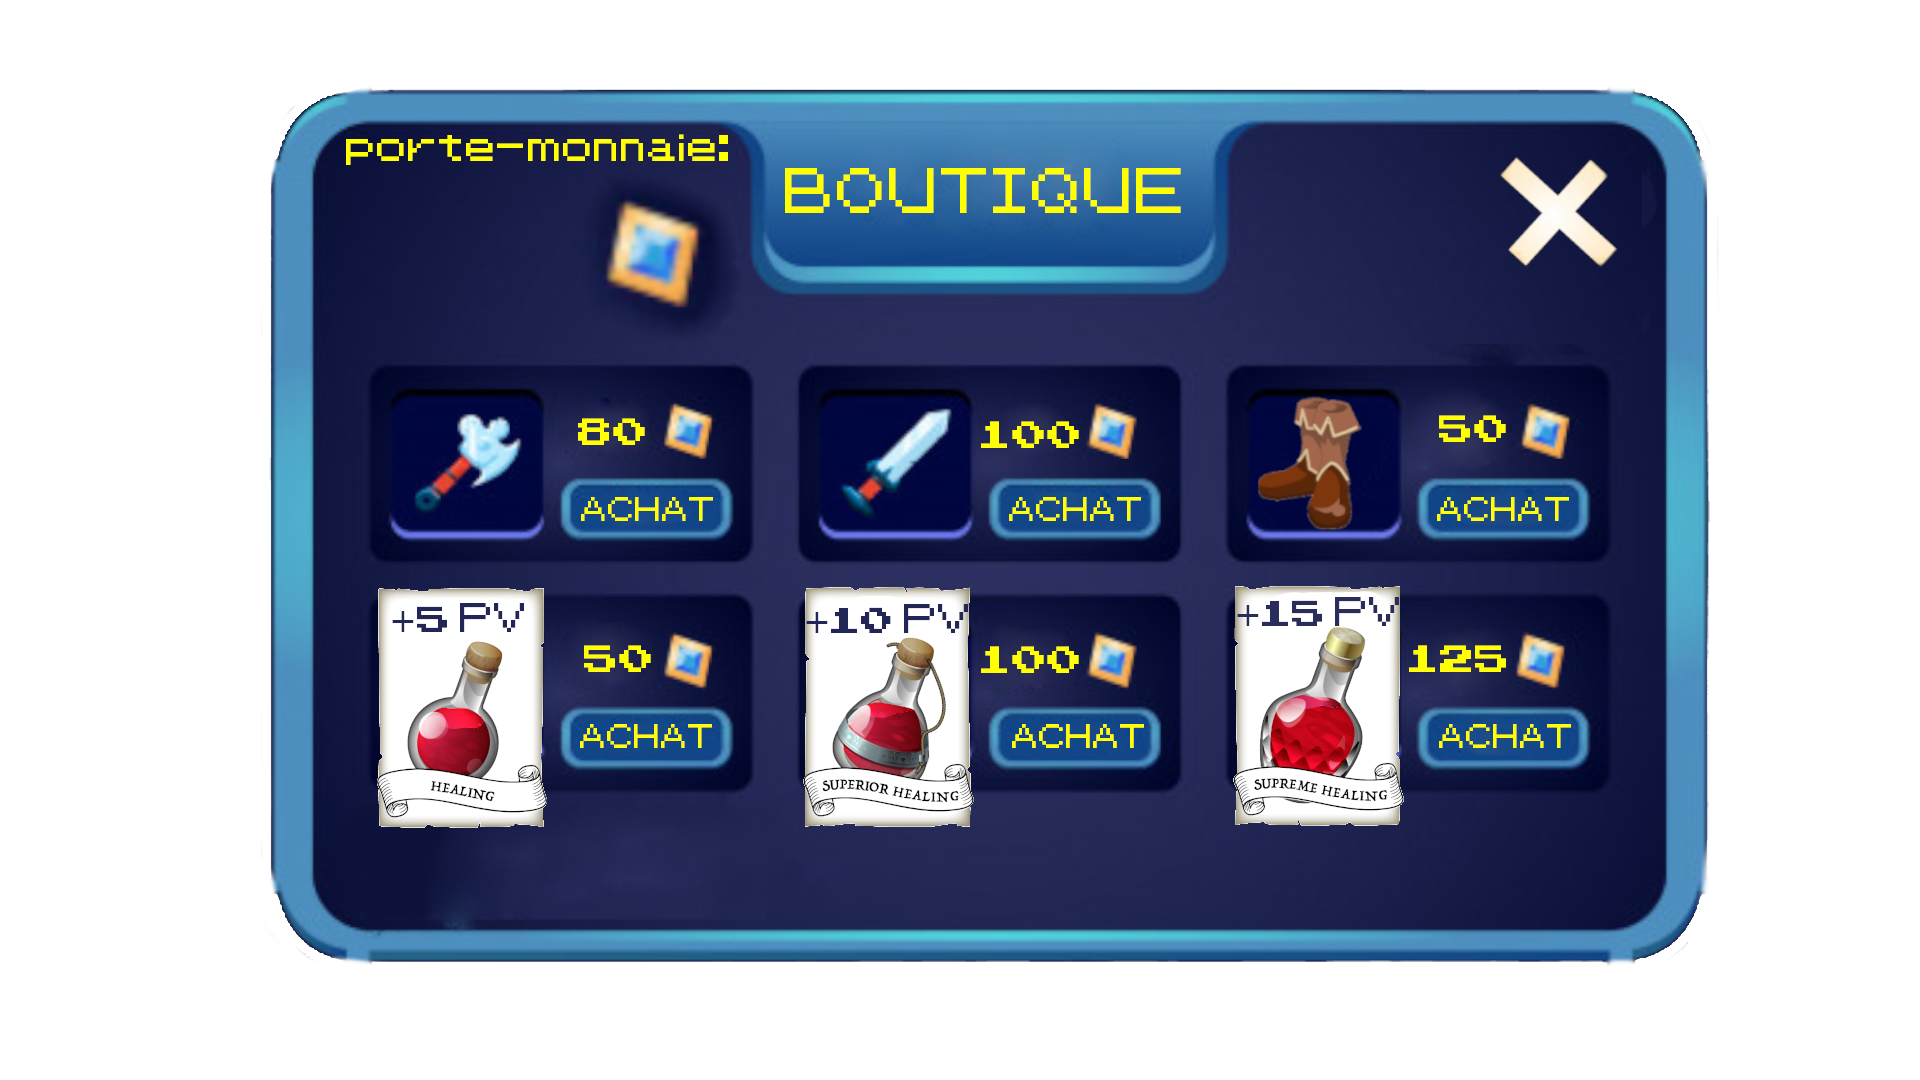 porte-monnaie:
BOUTIQUE
80
100
50
ACHAT
ACHAT
ACHAT
+5 PV
+10 PV
+15 PV
50
100
125
ACHAT
ACHAT
ACHAT
HEALING
SUPERIOR HEALING
SUPREME HEALING